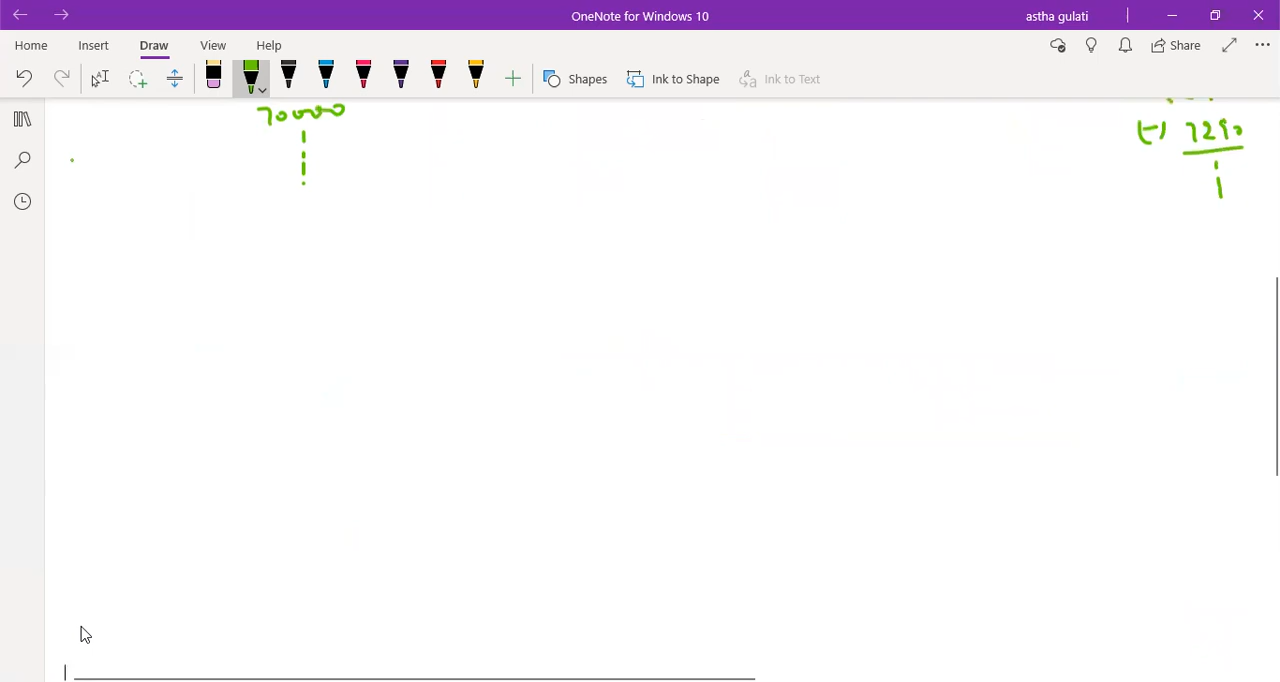 OneNote for Windows 10
astha gulati
Home Insert Draw View Help
Share
Shapes Ink to Shape Ink to Text
70000
(-) 7290